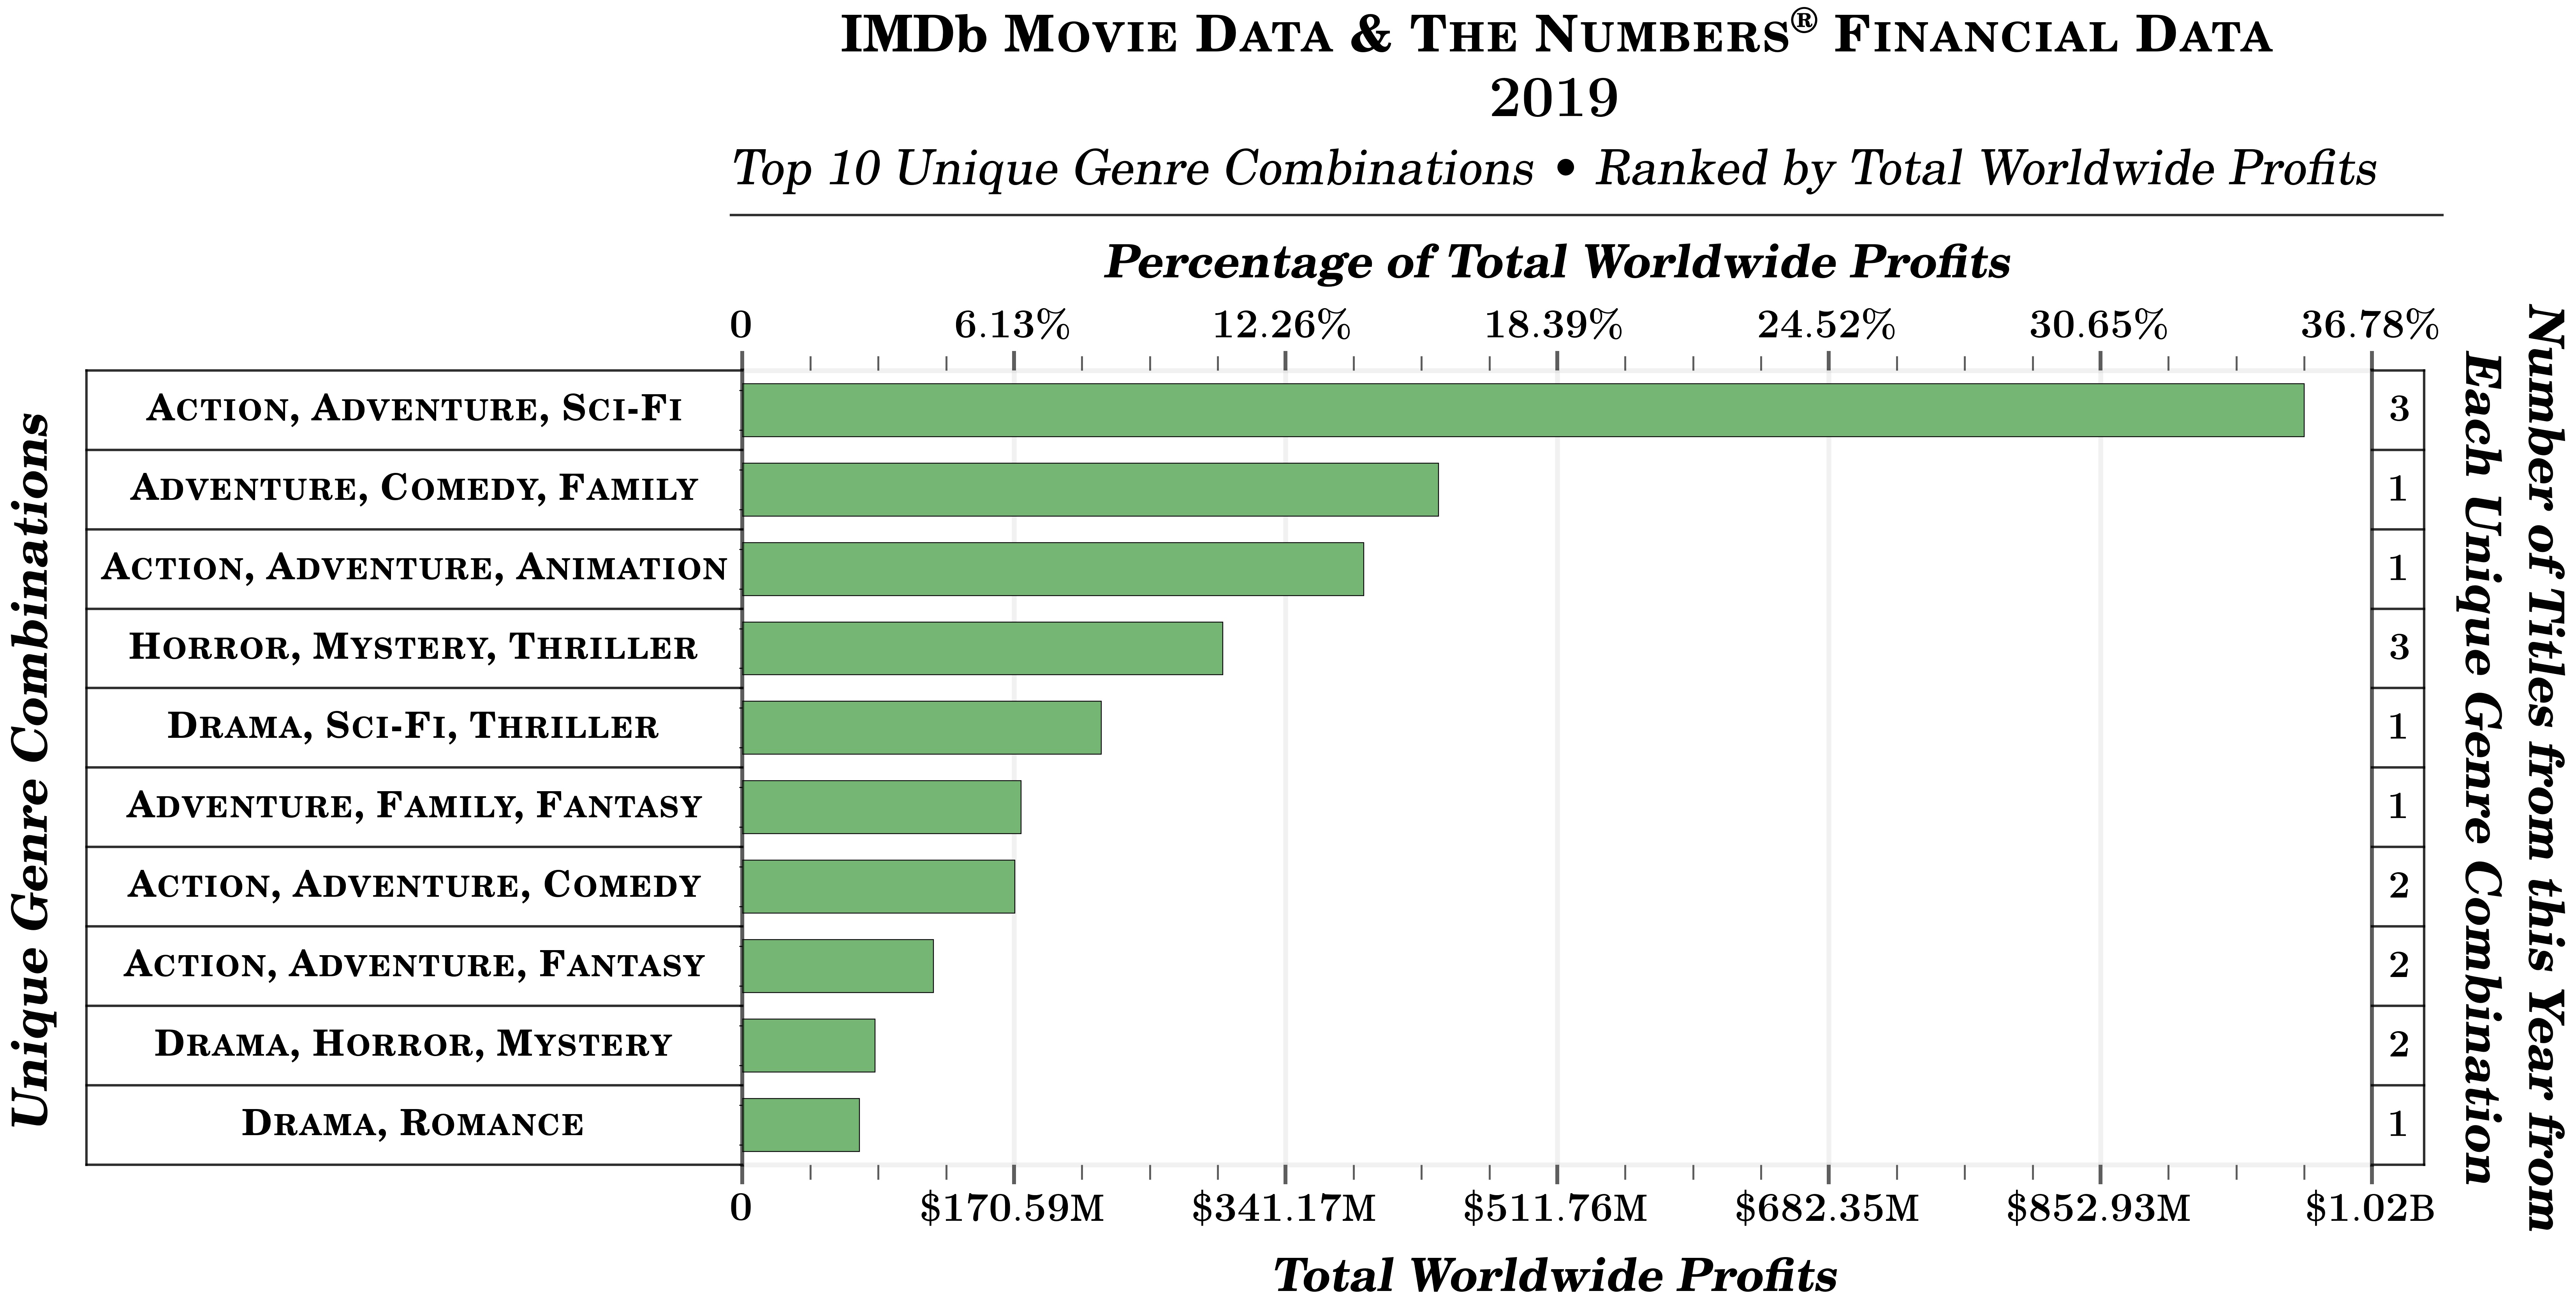 IMDb Movie Data & The Numbers® Financial Data
2019
Top 10 Unique Genre Combinations • Ranked by Total Worldwide Profits
Percentage of Total Worldwide Profits
0 6.13% 12.26% 18.39% 24.52% 30.65% 36.78%
Unique Genre Combinations
Action, Adventure, Sci-Fi 3
Adventure, Comedy, Family 1
Action, Adventure, Animation 1
Horror, Mystery, Thriller 3
Drama, Sci-Fi, Thriller 1
Adventure, Family, Fantasy 1
Action, Adventure, Comedy 2
Action, Adventure, Fantasy 2
Drama, Horror, Mystery 2
Drama, Romance 1
Number of Titles from this Year from
Each Unique Genre Combination
0 $170.59M $341.17M $511.76M $682.35M $852.93M $1.02B
Total Worldwide Profits